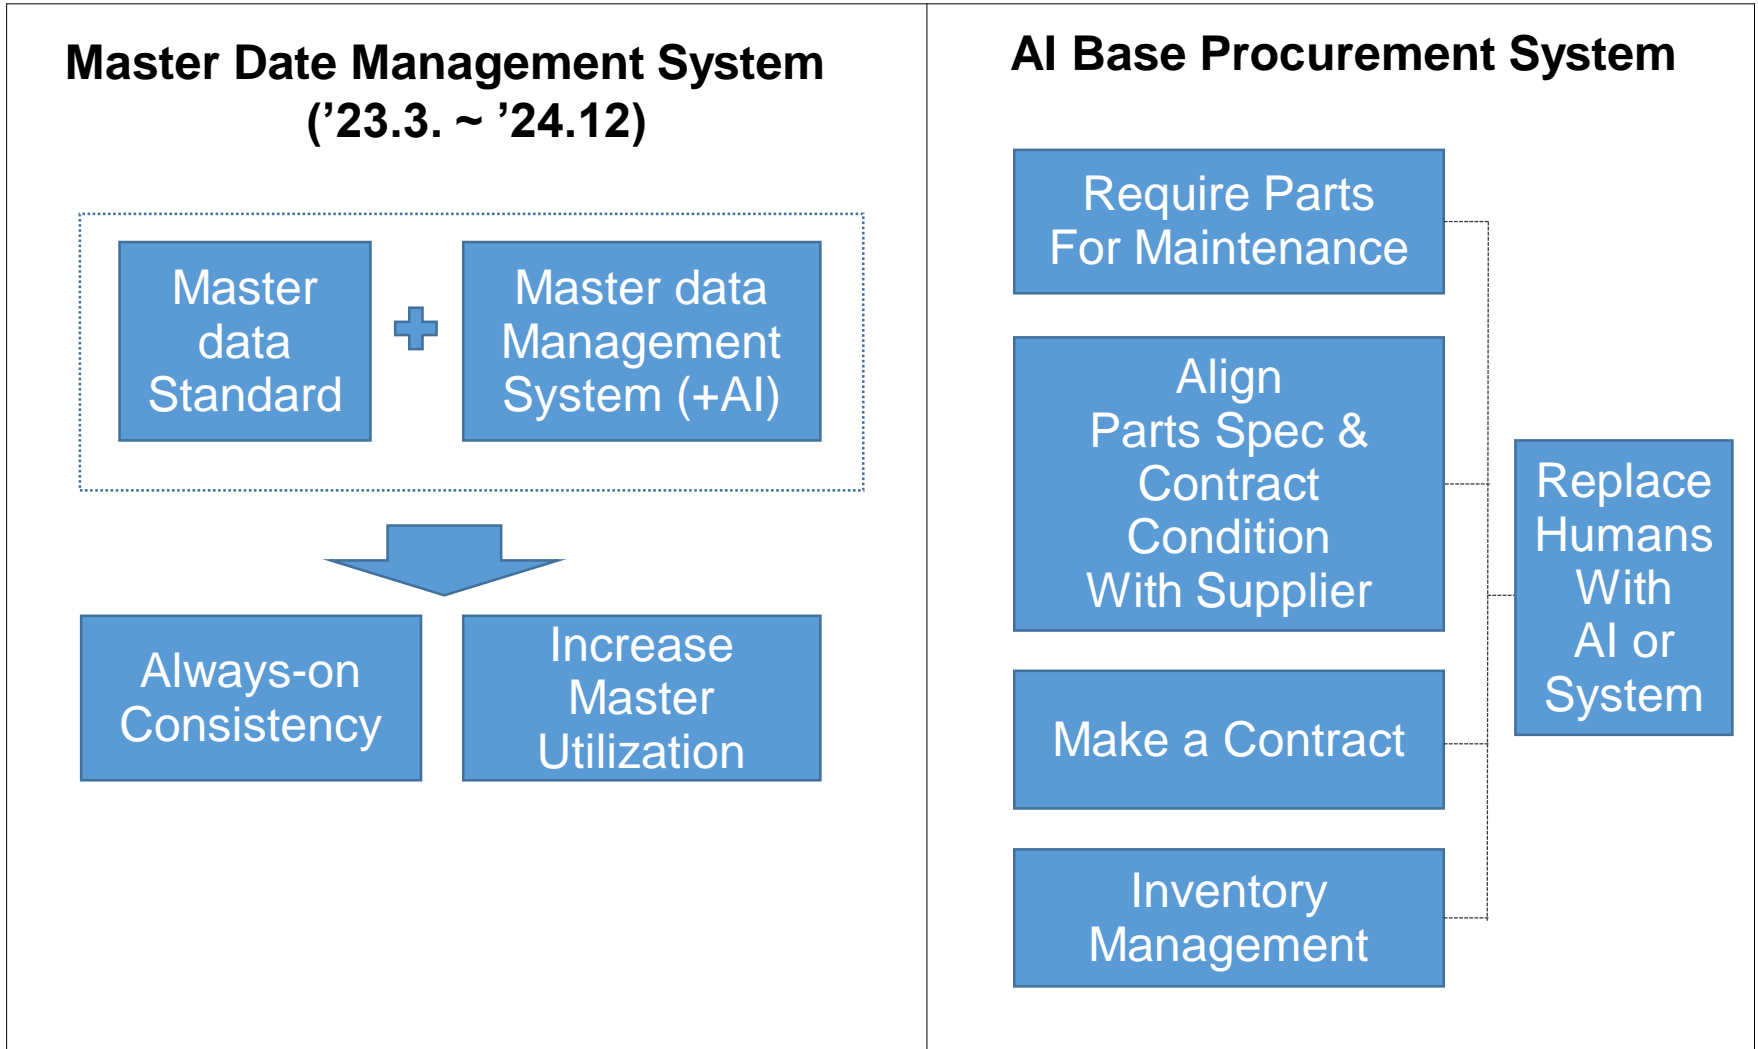 Master Date Management System
(’23.3. ~ ’24.12)
Master
data
Standard
Master data
Management
System (+AI)
Always-on
Consistency
Increase
Master
Utilization
AI Base Procurement System
Require Parts
For Maintenance
Align
Parts Spec &
Contract
Condition
With Supplier
Make a Contract
Inventory
Management
Replace
Humans
With
AI or
System